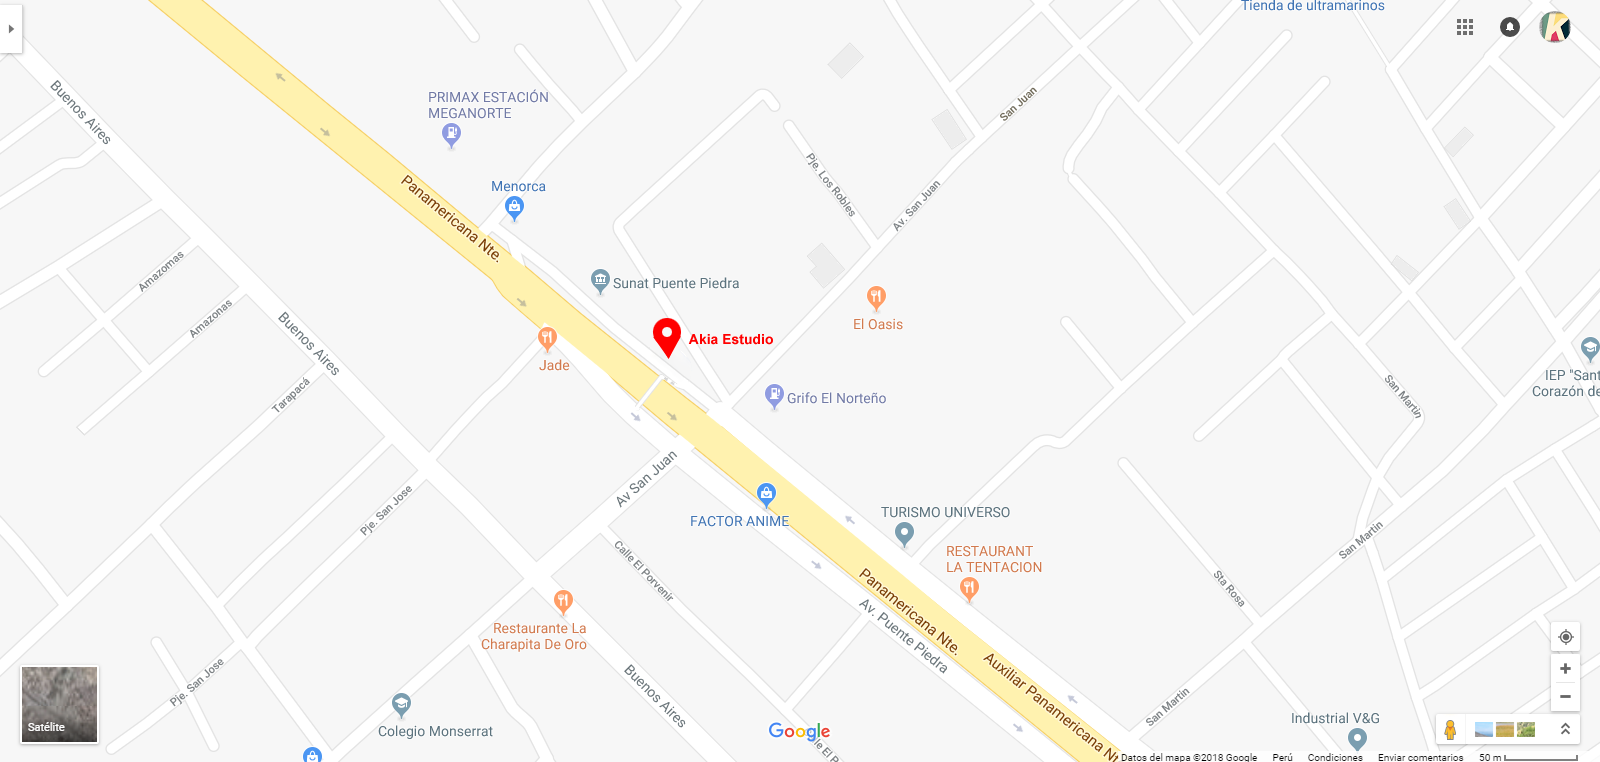 Tienda de ultramarinos
Buenos Aires
PRIMAX ESTACIÓN
MEGANORTE
San Juan
Pje. Los Robles
Panamericana Nte.
Menorca
Av. San Juan
Amazomas
Sunat Puente Piedra
Amazonas
Buenos Aires
El Oasis
Akia Estudio
Jade
IEP "Sant
Corazón de
Tarapacá
San Martin
Grifo El Norteño
Av San Juan
Pje. San Jose
FACTOR ANIME
TURISMO UNIVERSO
San Martin
RESTAURANT
LA TENTACION
Calle El Porvenir
Sta Rosa
Panamericana Nte.
Av. Puente Piedra
Restaurante La
Charapita De Oro
Auxiliar Panamericana Nt
Pje. San Jose
Buenos Aires
San Martin
Satélite
Colegio Monserrat
Google
Calle El P
Industrial V&G
Datos del mapa ©2018 Google Perú Condiciones Enviar comentarios 50 m